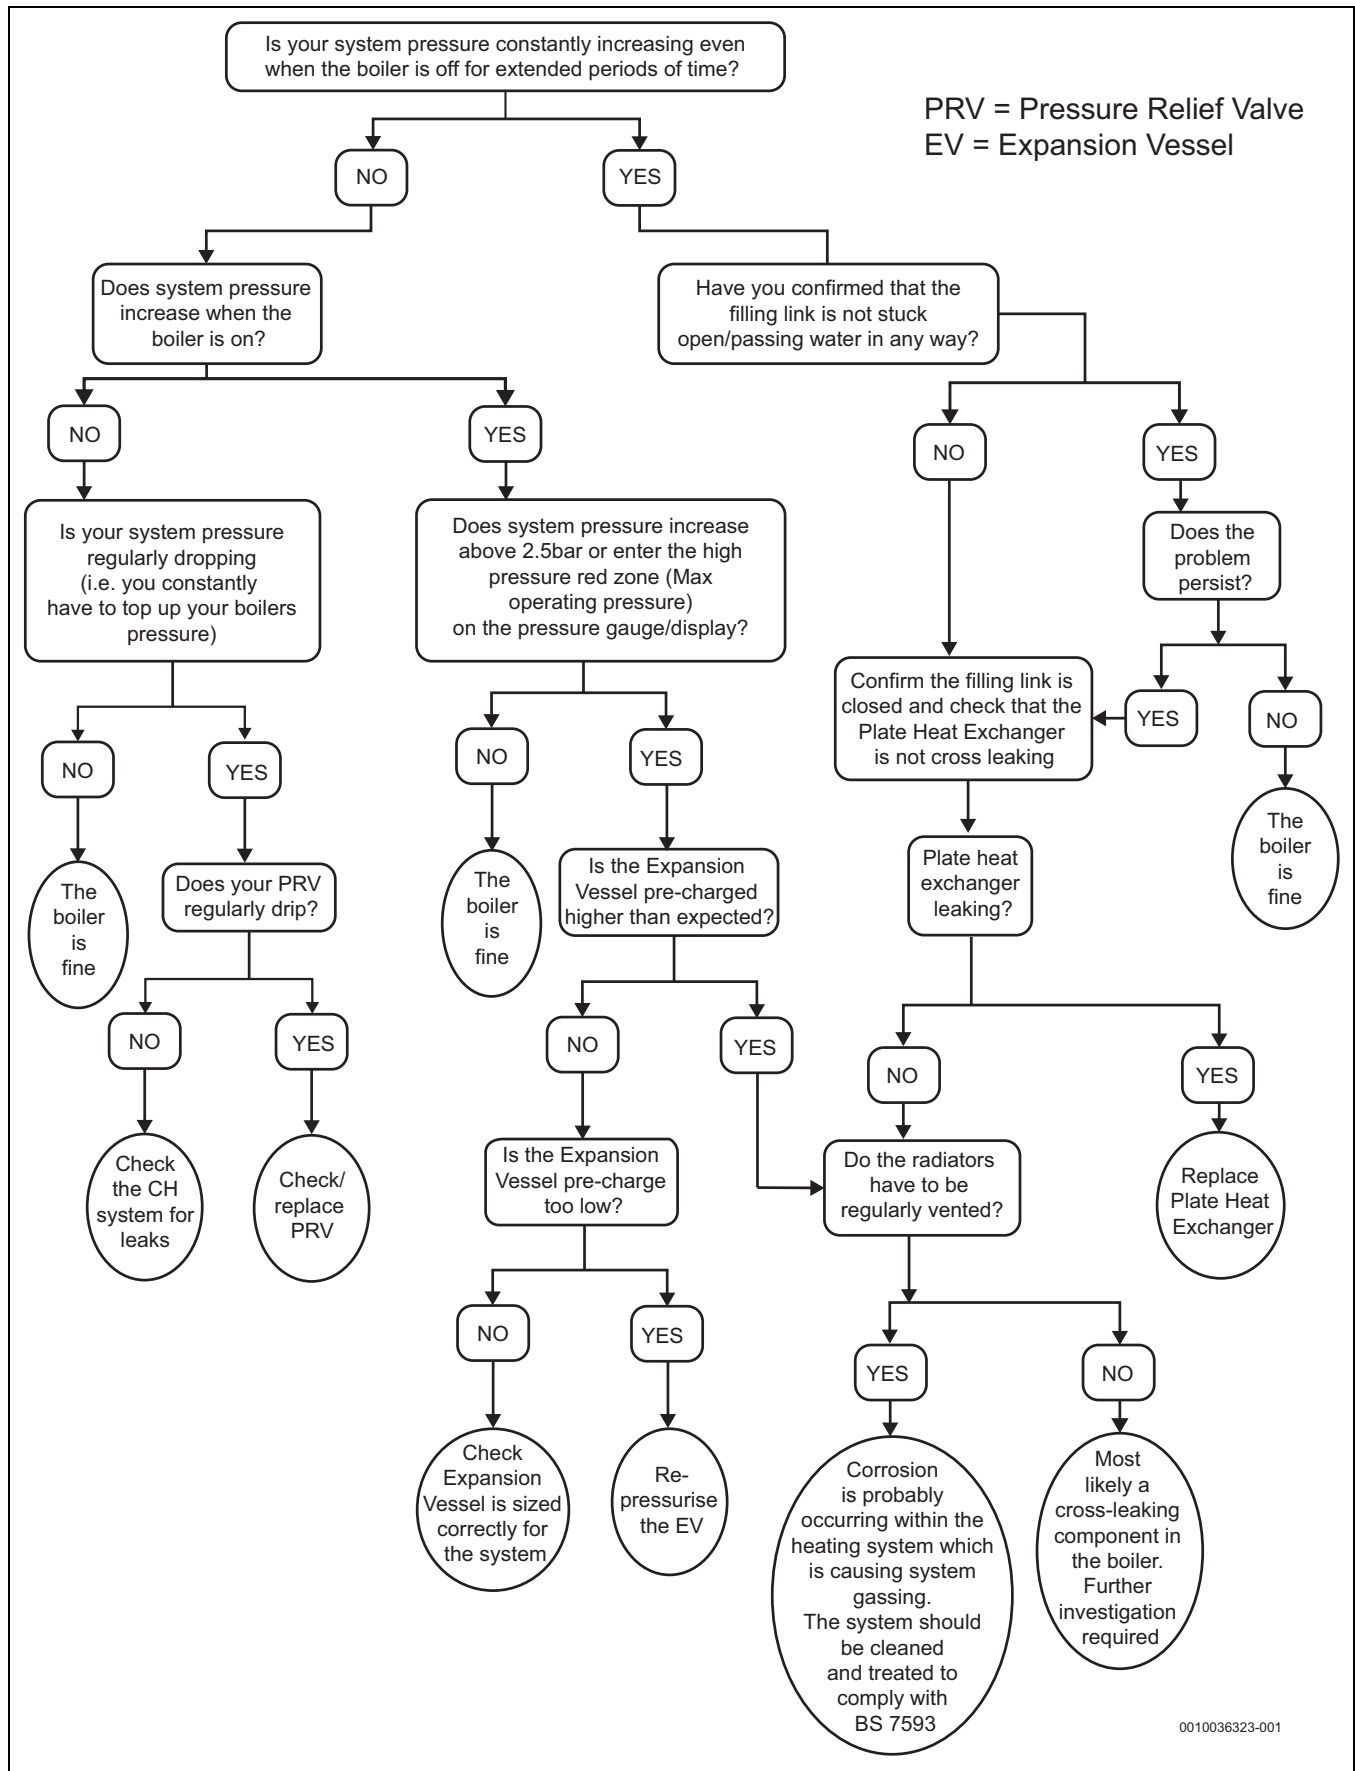 Is your system pressure constantly increasing even
when the boiler is off for extended periods of time?
PRV = Pressure Relief Valve
EV = Expansion Vessel
NO
YES
Does system pressure
increase when the
boiler is on?
Have you confirmed that the
filling link is not stuck
open/passing water in any way?
NO
YES
NO
YES
Is your system pressure
regularly dropping
(i.e. you constantly
have to top up your boilers
pressure)
Does system pressure increase
above 2.5bar or enter the high
pressure red zone (Max
operating pressure)
on the pressure gauge/display?
Does the
problem
persist?
Confirm the filling link is
closed and check that the
Plate Heat Exchanger
is not cross leaking
YES
NO
NO
YES
NO
YES
The
boiler
is
fine
Does your PRV
regularly drip?
The
boiler
is
fine
Is the Expansion
Vessel pre-charged
higher than expected?
Plate heat
exchanger
leaking?
The
boiler
is
fine
NO
YES
NO
YES
NO
YES
Check
the CH
system for
leaks
Check/
replace
PRV
Is the Expansion
Vessel pre-charge
too low?
Do the radiators
have to be
regularly vented?
Replace
Plate Heat
Exchanger
NO
YES
YES
NO
Check
Expansion
Vessel is sized
correctly for
the system
Re-
pressurise
the EV
Corrosion
is probably
occurring within the
heating system which
is causing system
gassing.
The system should
be cleaned
and treated to
comply with
BS 7593
Most
likely a
cross-leaking
component in
the boiler.
Further
investigation
required
0010036323-001